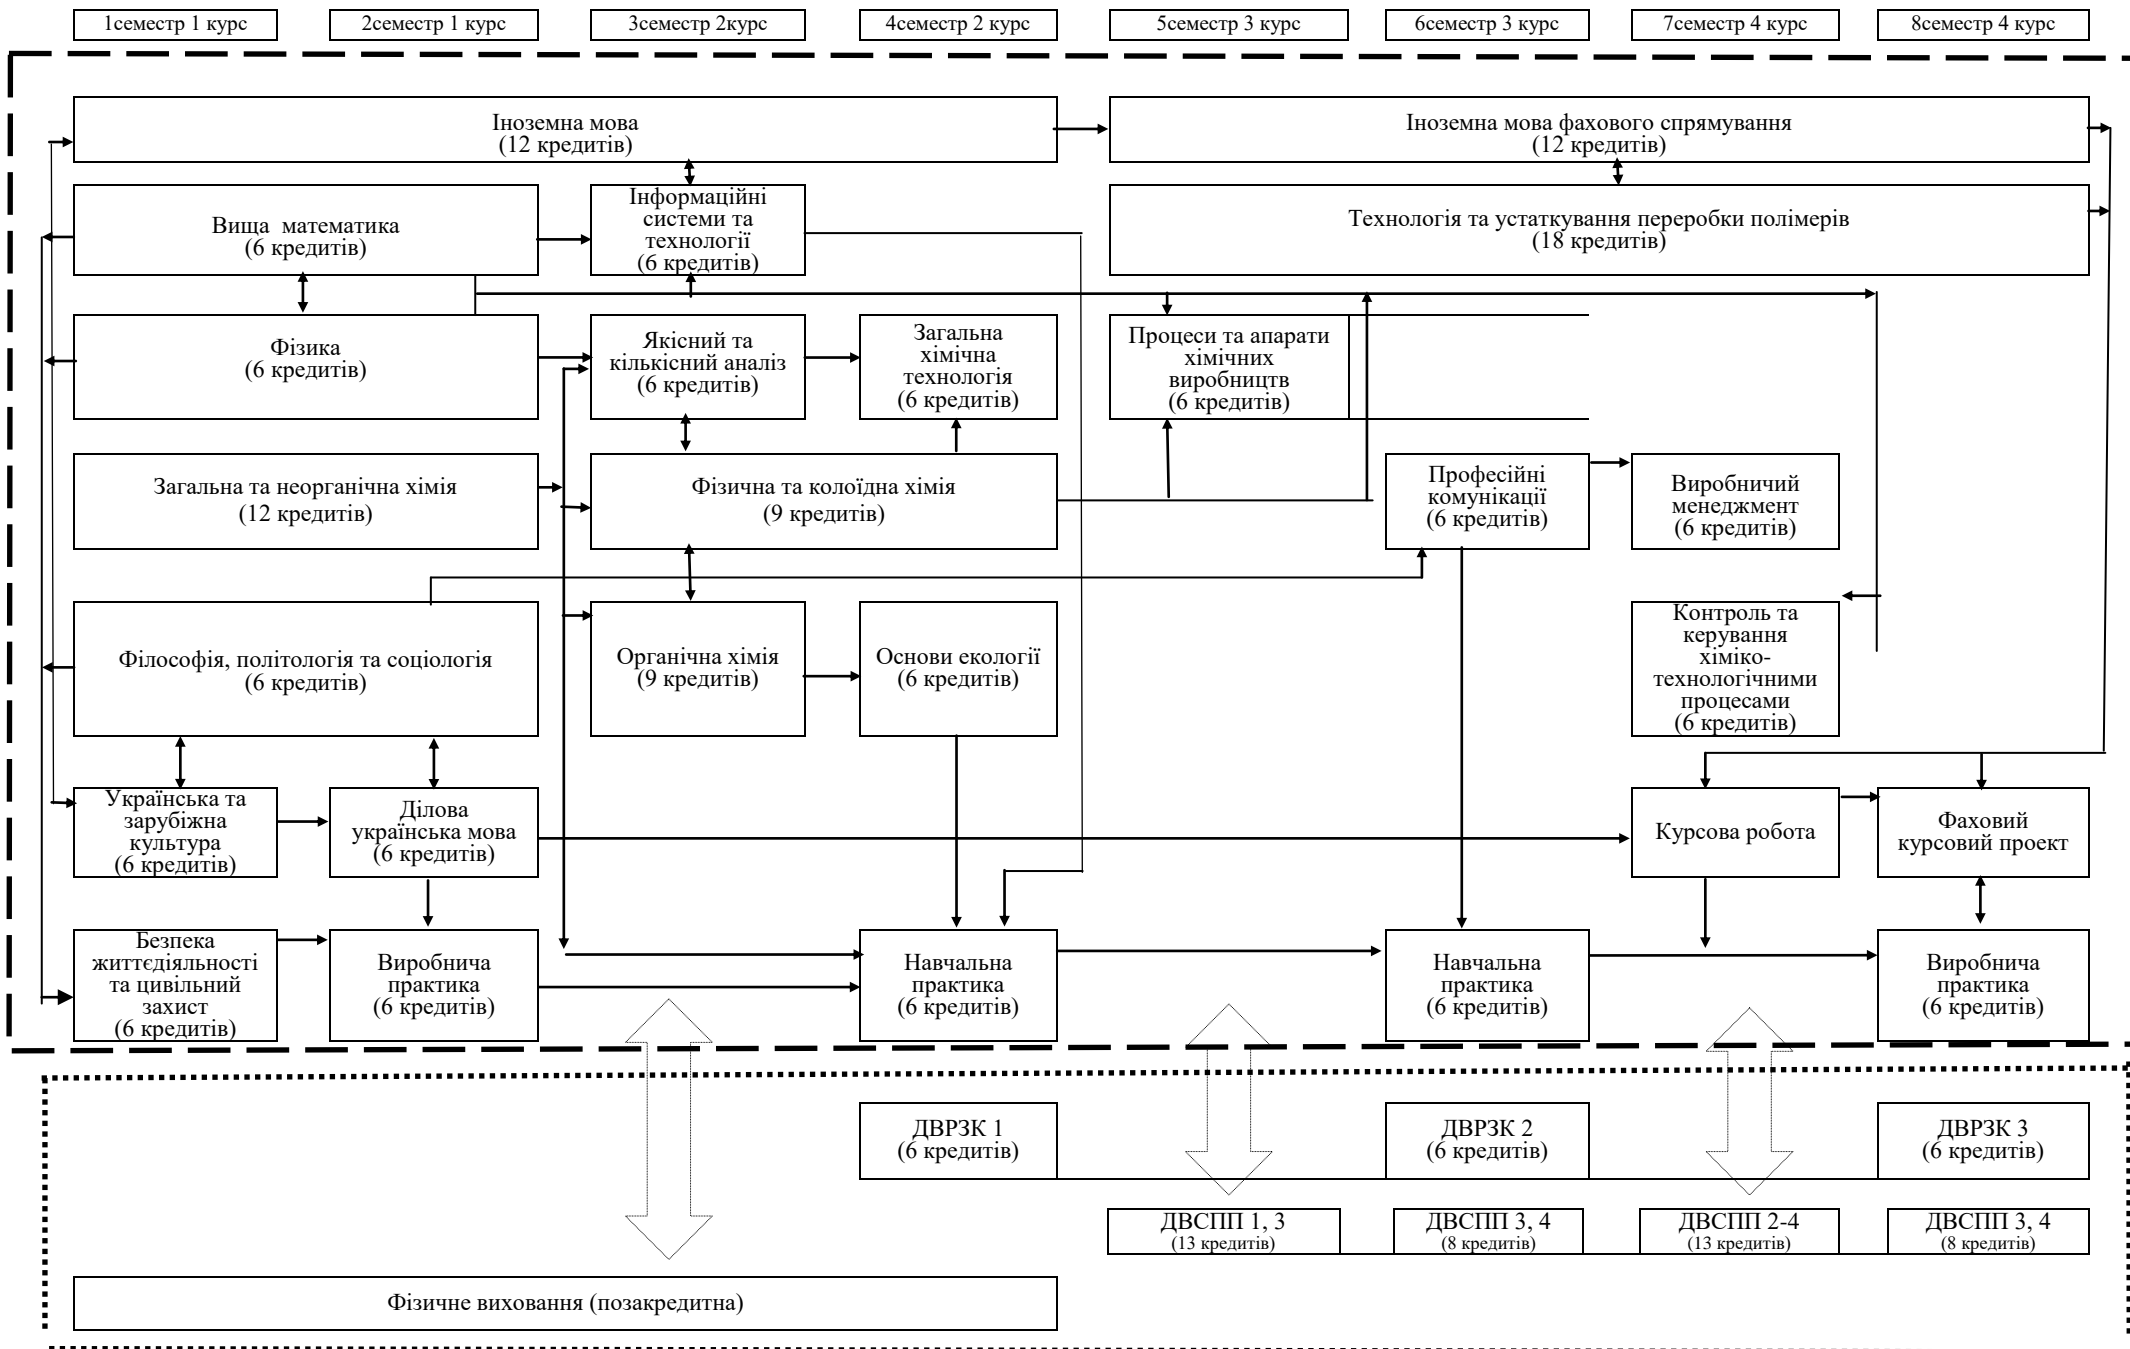 1семестр 1 курс
2семестр 1 курс
3семестр 2курс
4семестр 2 курс
5семестр 3 курс
6семестр 3 курс
7семестр 4 курс
8семестр 4 курс
Іноземна мова
(12 кредитів)
Іноземна мова фахового спрямування
(12 кредитів)
Вища математика
(6 кредитів)
Інформаційні
системи та
технології
(6 кредитів)
Технологія та устаткування переробки полімерів
(18 кредитів)
Фізика
(6 кредитів)
Якісний та
кількісний аналіз
(6 кредитів)
Загальна
хімічна
технологія
(6 кредитів)
Процеси та апарати
хімічних
виробництв
(6 кредитів)
Загальна та неорганічна хімія
(12 кредитів)
Фізична та колоїдна хімія
(9 кредитів)
Професійні
комунікації
(6 кредитів)
Виробничий
менеджмент
(6 кредитів)
Філософія, політологія та соціологія
(6 кредитів)
Органічна хімія
(9 кредитів)
Основи екології
(6 кредитів)
Контроль та
керування
хіміко-
технологічними
процесами
(6 кредитів)
Українська та
зарубіжна
культура
(6 кредитів)
Ділова
українська мова
(6 кредитів)
Курсова робота
Фаховий
курсовий проект
Безпека
життєдіяльності
та цивільний
захист
(6 кредитів)
Виробнича
практика
(6 кредитів)
Навчальна
практика
(6 кредитів)
Навчальна
практика
(6 кредитів)
Виробнича
практика
(6 кредитів)
ДВРЗК 1
(6 кредитів)
ДВРЗК 2
(6 кредитів)
ДВРЗК 3
(6 кредитів)
ДВСПП 1, 3
(13 кредитів)
ДВСПП 3, 4
(8 кредитів)
ДВСПП 2-4
(13 кредитів)
ДВСПП 3, 4
(8 кредитів)
Фізичне виховання (позакредитна)